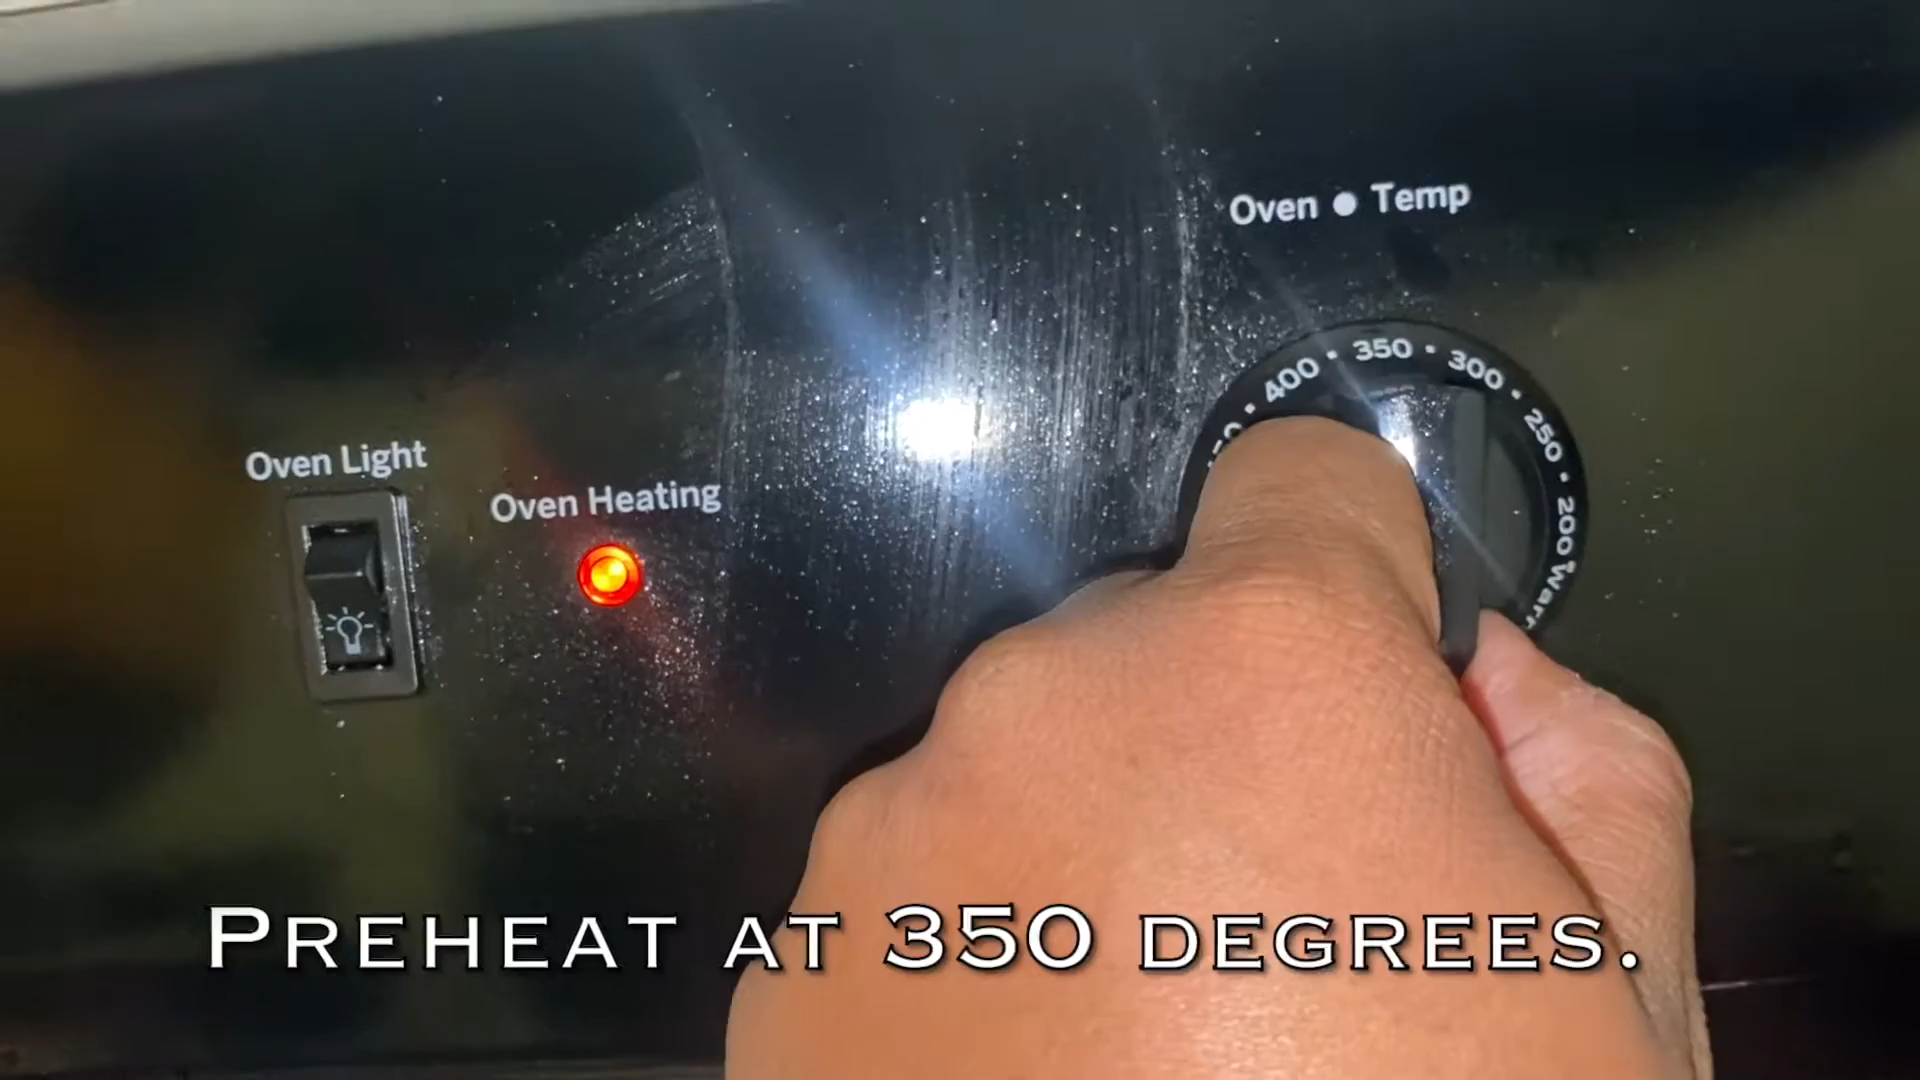 Oven • Temp
400 • 350 • 300 • 250 • 200
Oven Light
Oven Heating
PREHEAT AT 350 DEGREES.